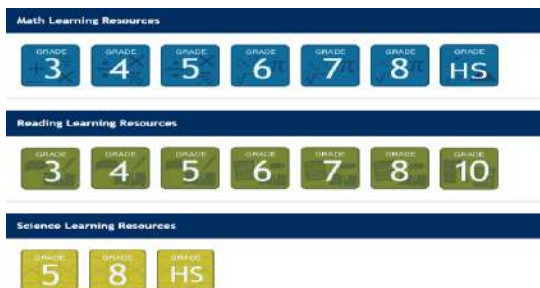 Math Learning Resources
GRADE GRADE GRADE GRADE GRADE GRADE GRADE
3 4 5 6 7 8 HS
Reading Learning Resources
GRADE GRADE GRADE GRADE GRADE GRADE GRADE
3 4 5 6 7 8 10
Science Learning Resources
GRADE GRADE GRADE
5 8 HS